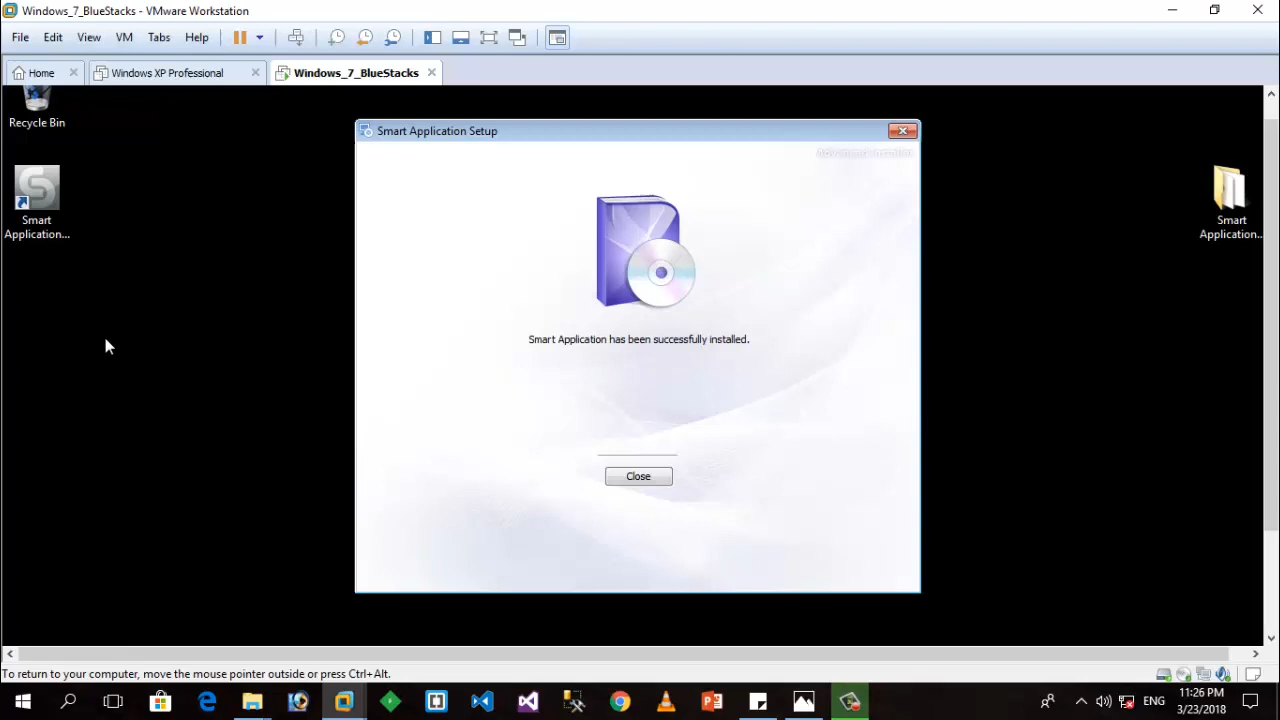 Windows_7_BlueStacks - VMware Workstation
File Edit View VM Tabs Help
Home Windows XP Professional Windows_7_BlueStacks
Recycle Bin
Smart
Application...
Smart Application Setup
Advanced Installer
Smart Application has been successfully installed.
Close
Smart
Application...
To return to your computer, move the mouse pointer outside or press Ctrl+Alt.
ENG
11:26 PM
3/23/2018